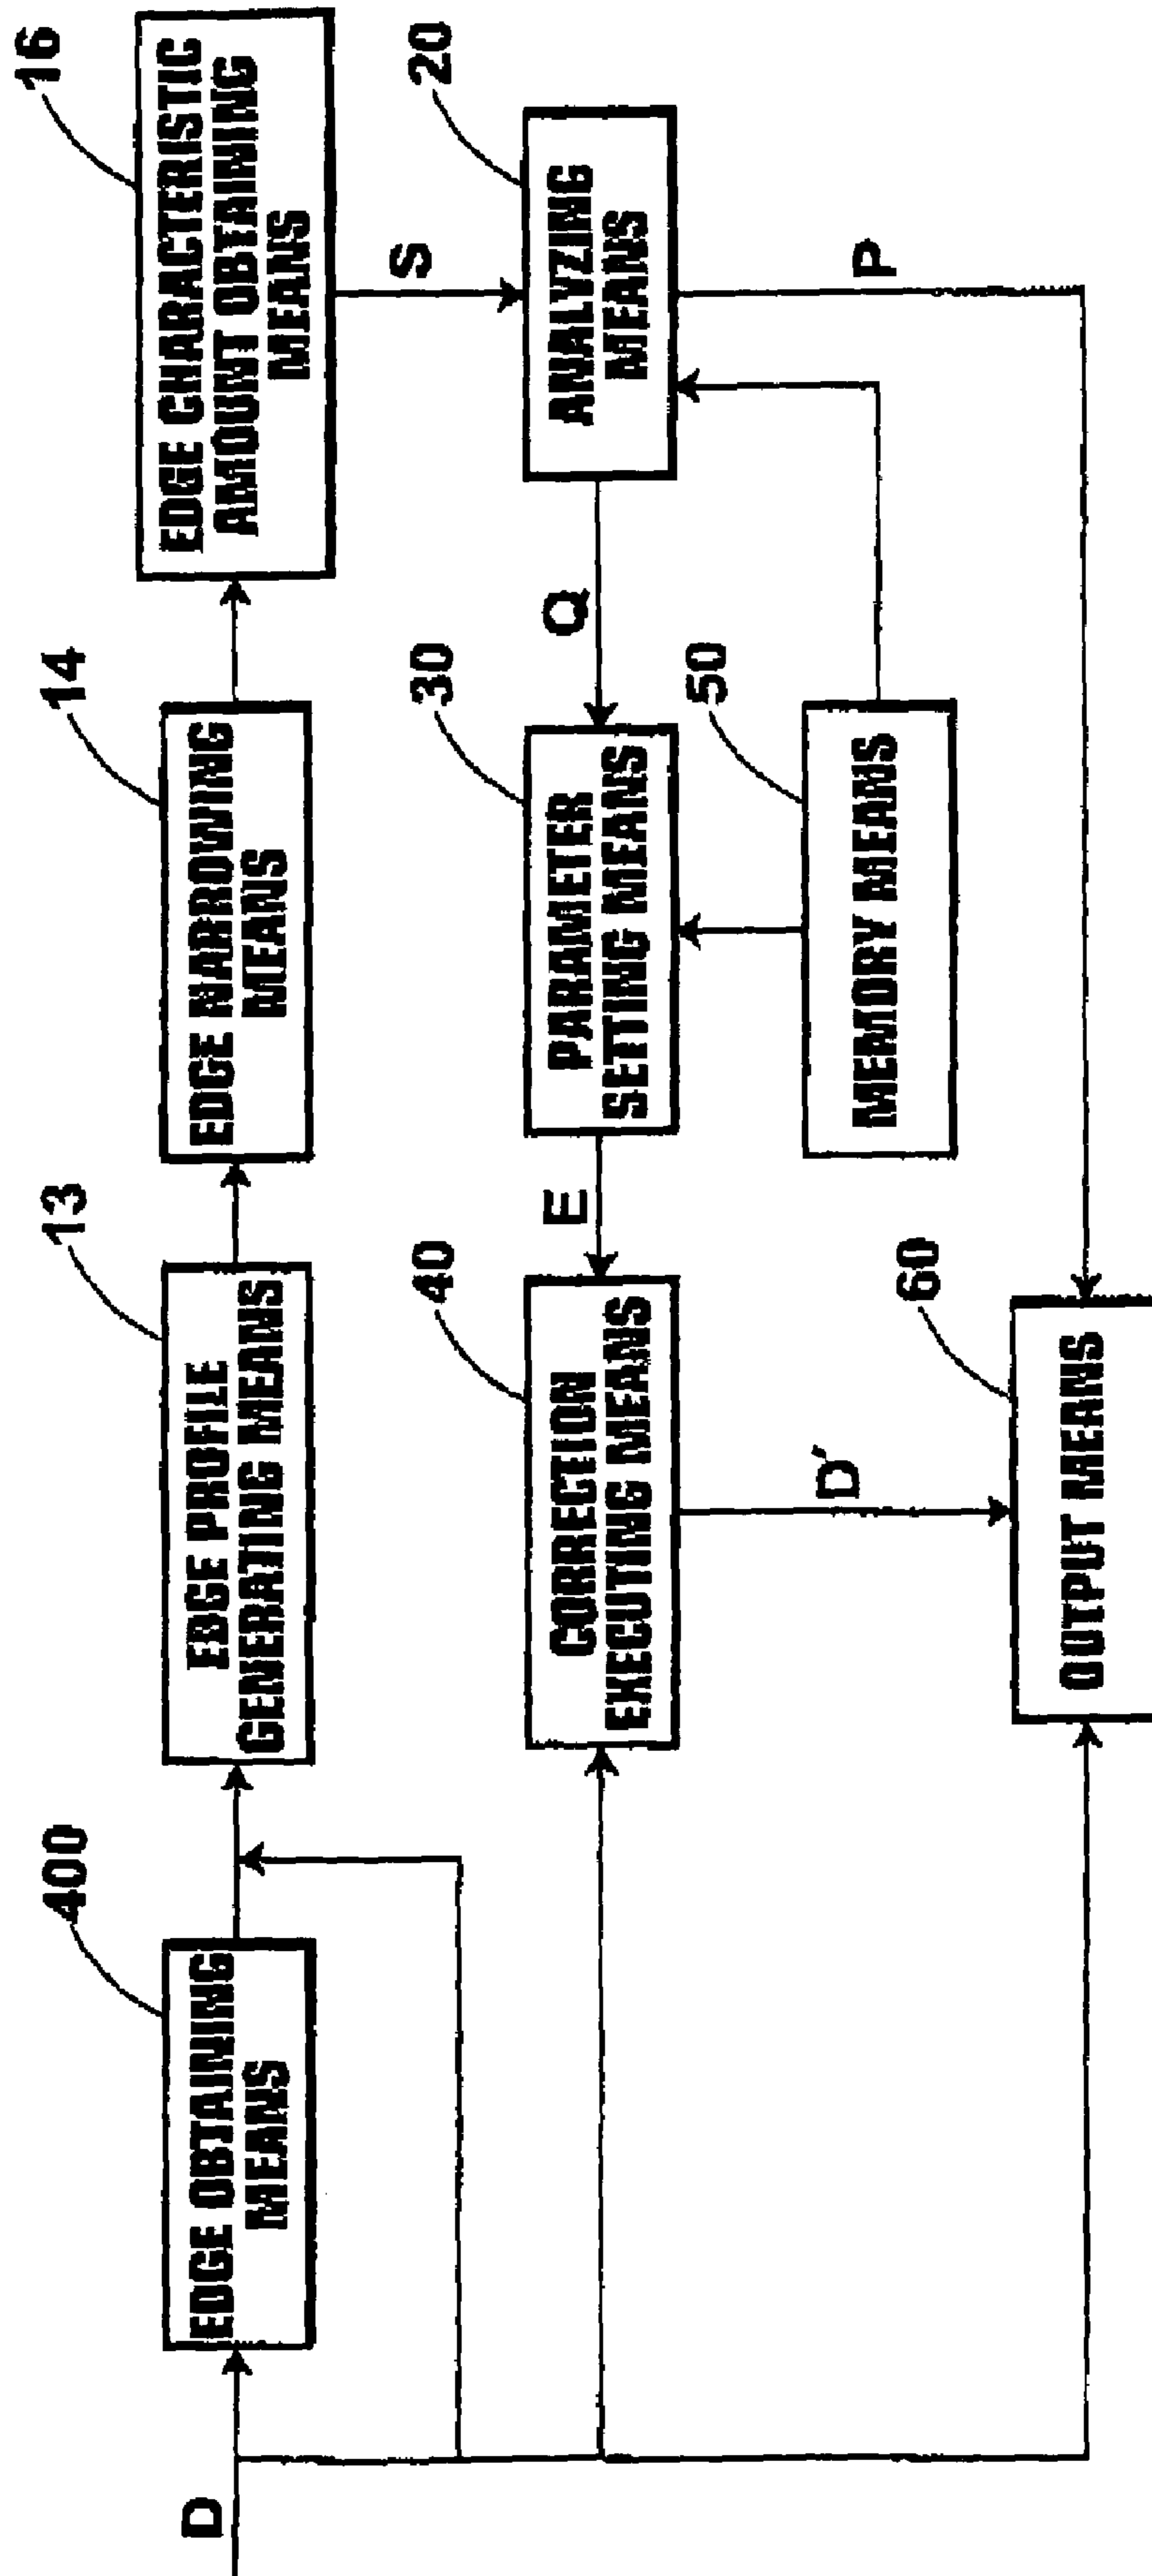 D
400
EDGE OBTAINING
MEANS
13
EDGE PROFILE
GENERATING MEANS
14
EDGE NARROWING
MEANS
16
EDGE CHARACTERISTIC
AMOUNT OBTAINING
MEANS
S
40
CORRECTION
EXECUTING MEANS
E
30
PARAMETER
SETTING MEANS
Q
20
ANALYZING
MEANS
D'
50
MEMORY MEANS
P
60
OUTPUT MEANS